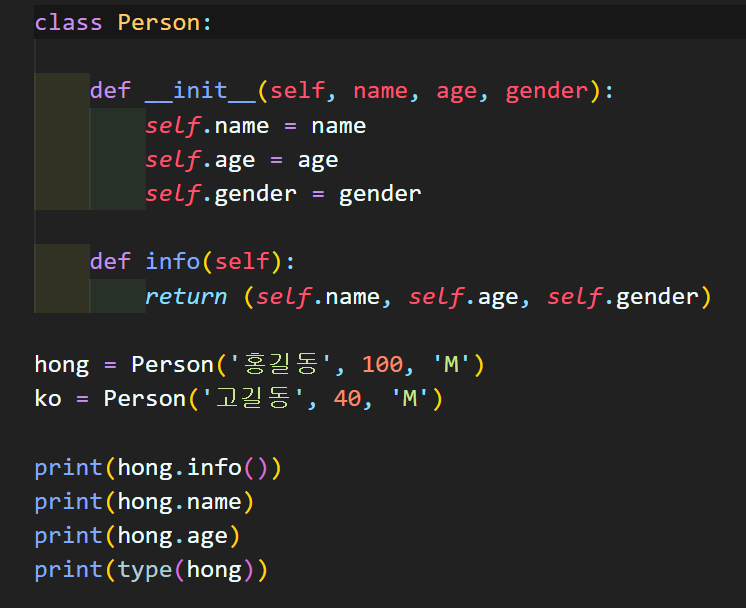 class Person:
    def __init__(self, name, age, gender):
        self.name = name
        self.age = age
        self.gender = gender
    def info(self):
        return (self.name, self.age, self.gender)
hong = Person('홍길동', 100, 'M')
ko = Person('고길동', 40, 'M')
print(hong.info())
print(hong.name)
print(hong.age)
print(type(hong))